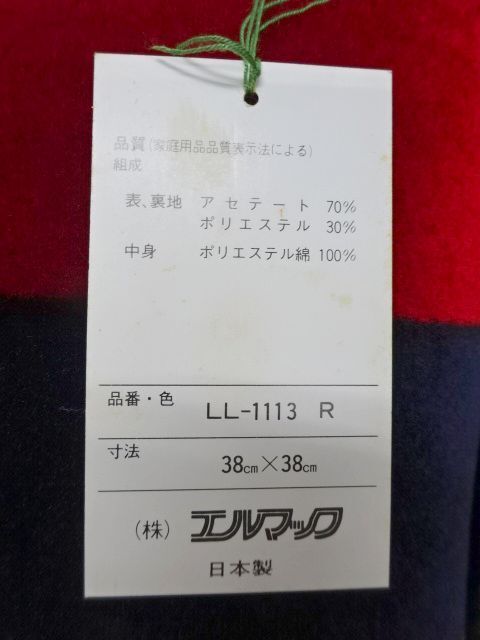 品質(家庭用品品質表示法による)
組成
表、裏地 アセテート 70%
ポリエステル 30%
中身 ポリエステル綿 100%
品番・色 LL-1113 R
寸法 38cm×38cm
(株) エルマック
日本製